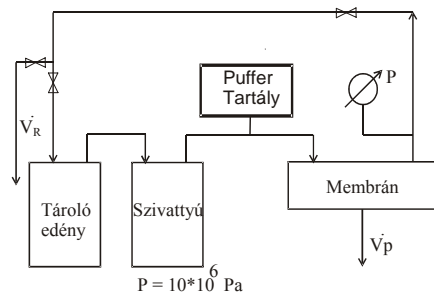 Puffer
Tartály
P
V̇R
Tároló
edény
Szivattyú
Membrán
V̇p
P = 10*10⁶ Pa